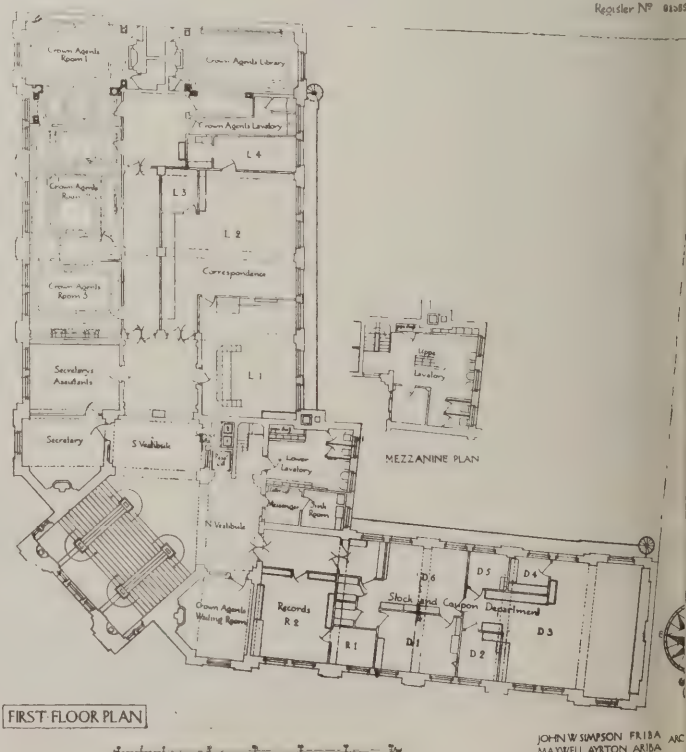 Register Nº
Crown Agents
Room 1
Crown Agents Library
Crown Agents Lavatory
L 4
L 3
Crown Agents
Room
L 2
Correspondence
Crown Agents
Room 3
L 1
Secretarys
Assistants
Secretary
S Vestibule
Lower
Lavatory
Messenger
Sink
Room
N Vestibule
Upper
Lavatory
MEZZANINE PLAN
Crown Agents
Waiting Room
Records
R 2
R 1
D 6
D 5
D 4
Stock and Coupon Department
D 1
D 2
D 3
E
FIRST FLOOR PLAN
JOHN W SIMPSON FRIBA ARC
MAXWELL AYRTON ARIBA